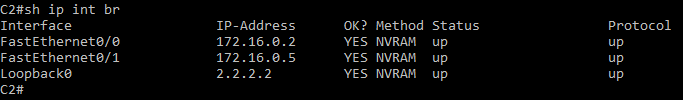 C2#sh ip int br
Interface IP-Address OK? Method Status Protocol
FastEthernet0/0 172.16.0.2 YES NVRAM up up
FastEthernet0/1 172.16.0.5 YES NVRAM up up
Loopback0 2.2.2.2 YES NVRAM up up
C2#